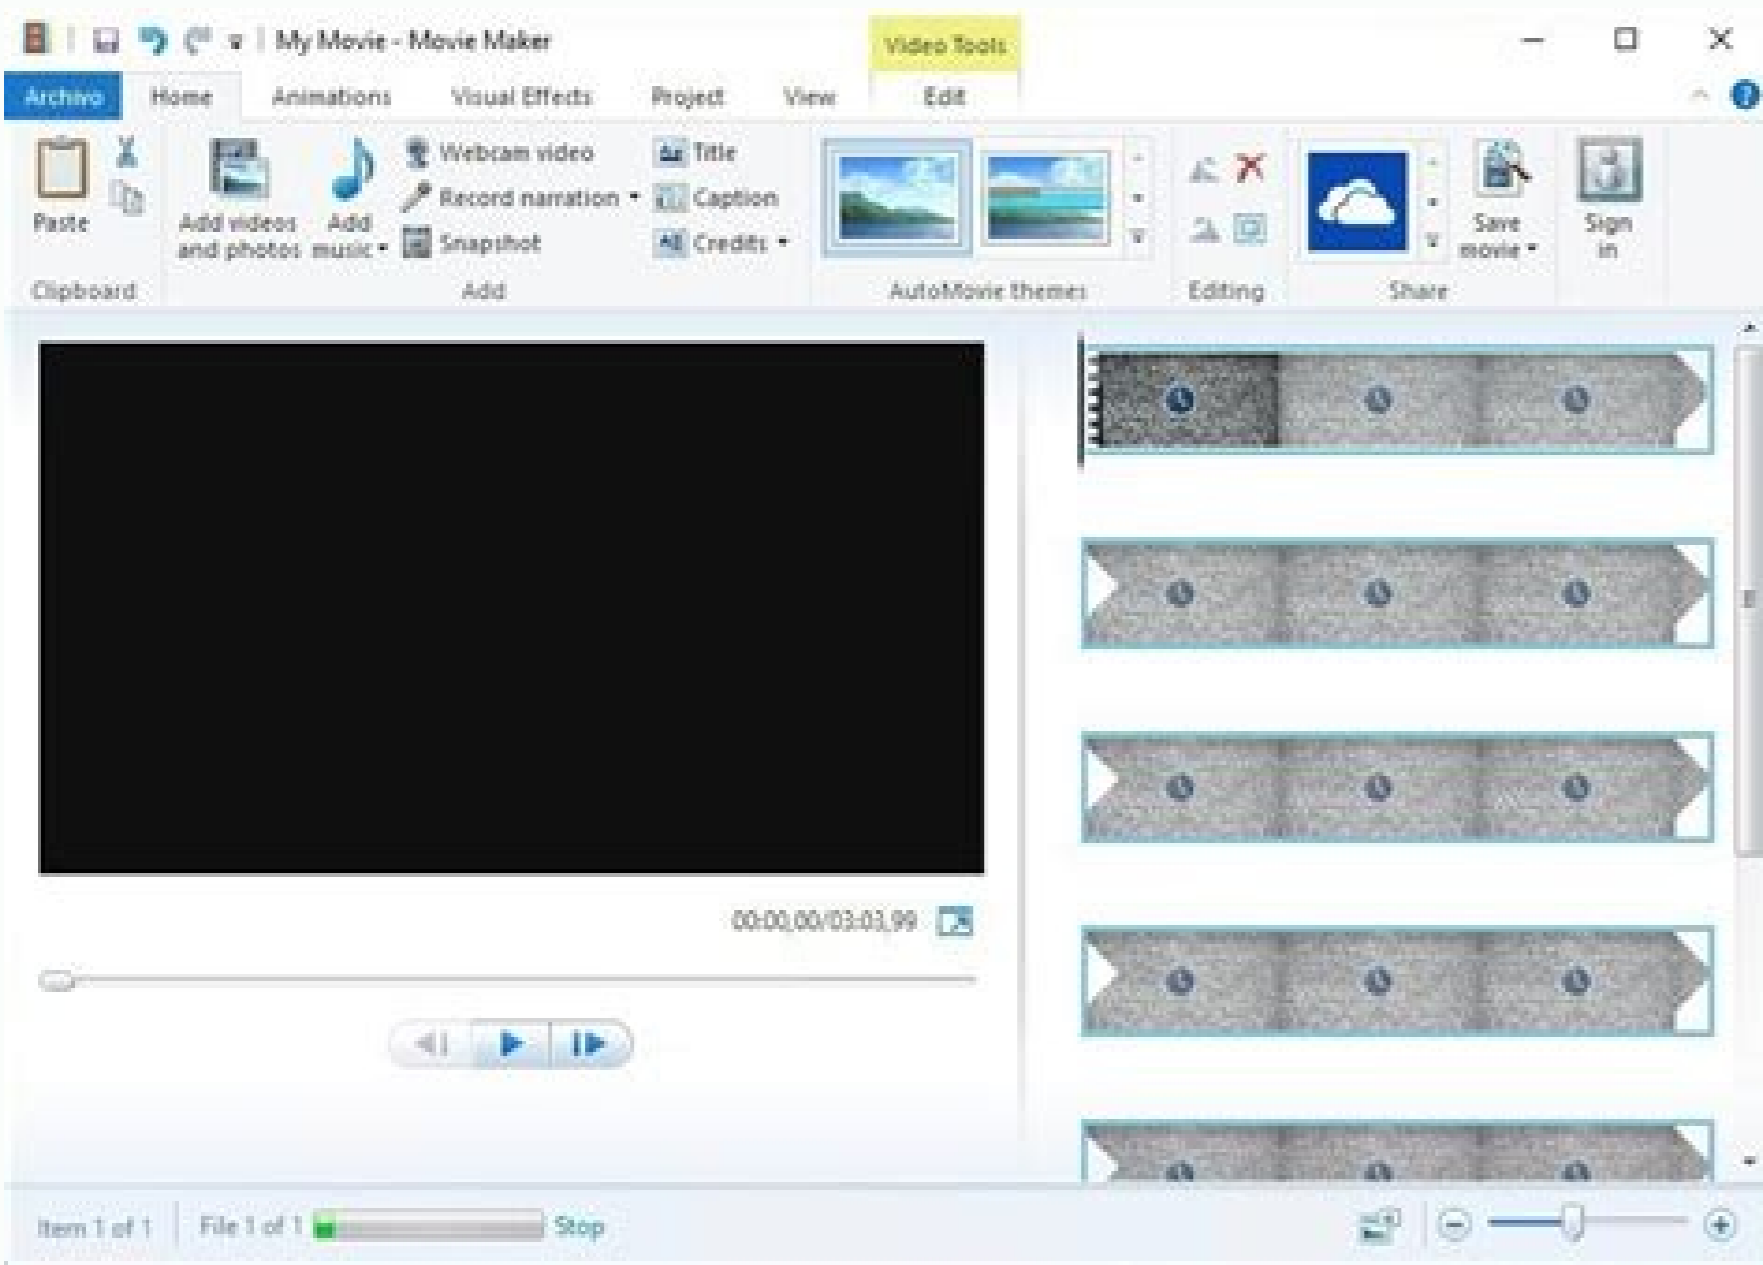 My Movie - Movie Maker
Video Tools
Archivo Home Animations Visual Effects Project View Edit
Paste
Add videos and photos
Add music
Webcam video
Record narration
Snapshot
Title
Caption
Credits
Save movie
Sign in
Clipboard Add AutoMovie themes Editing Share
00:00,00/03:03,99
Item 1 of 1 File 1 of 1 Stop